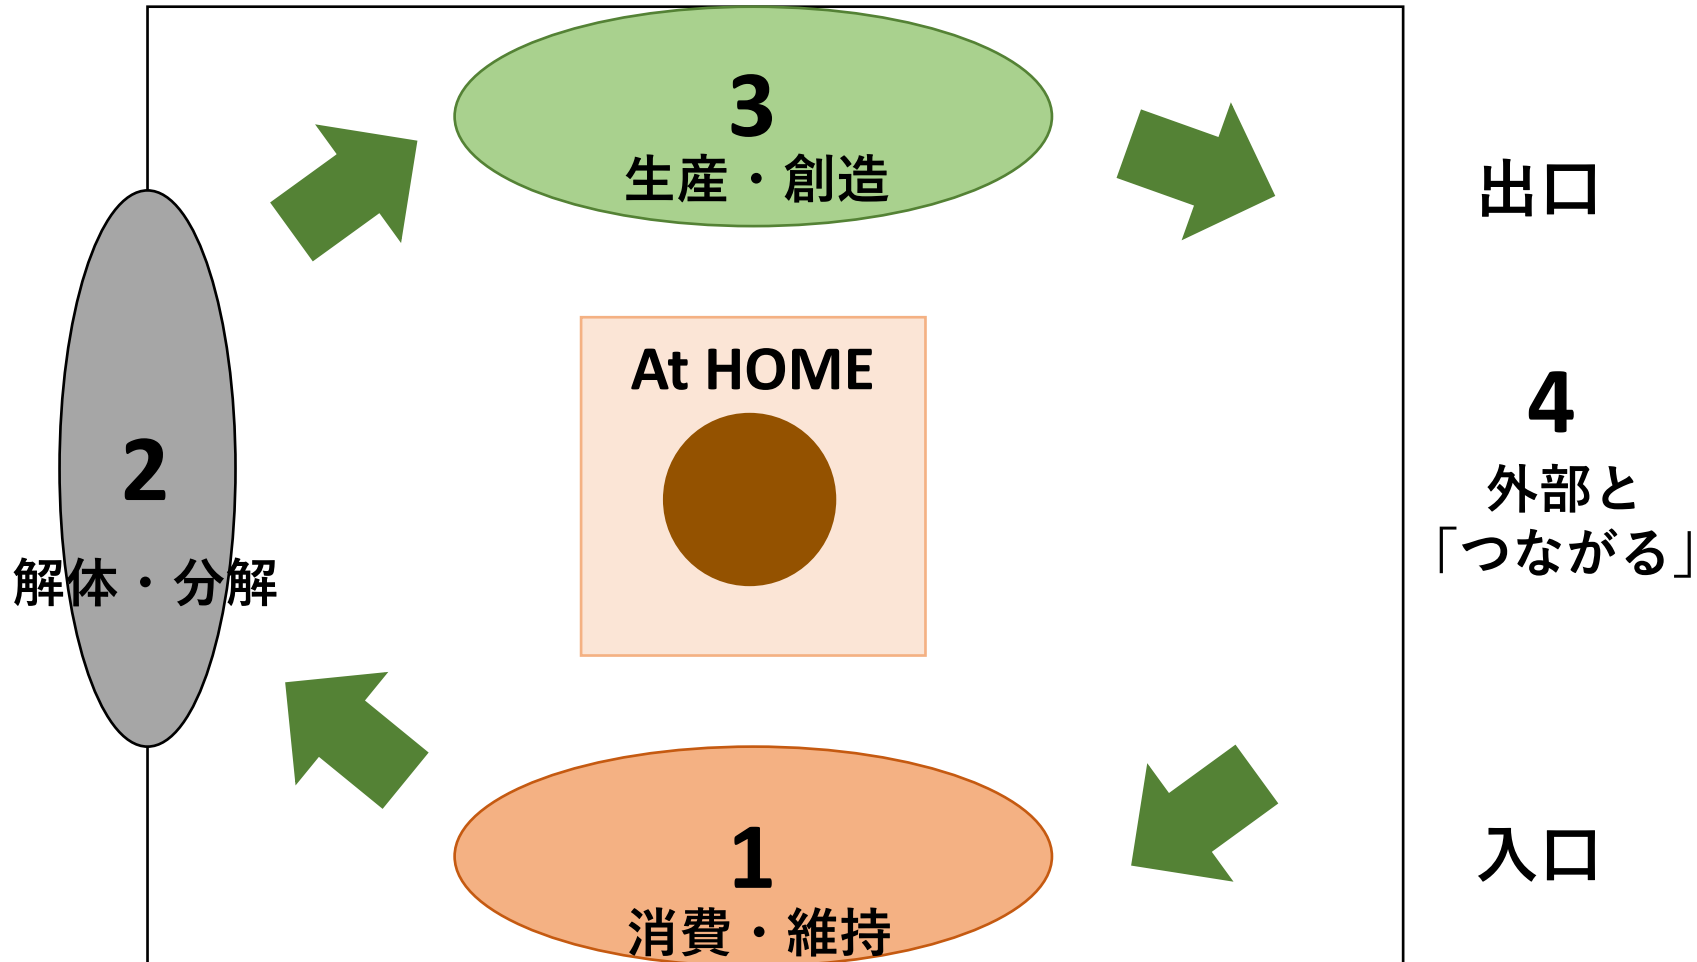 3
生産・創造
出口
At HOME
4
外部と
「つながる」
2
解体・分解
1
消費・維持
入口